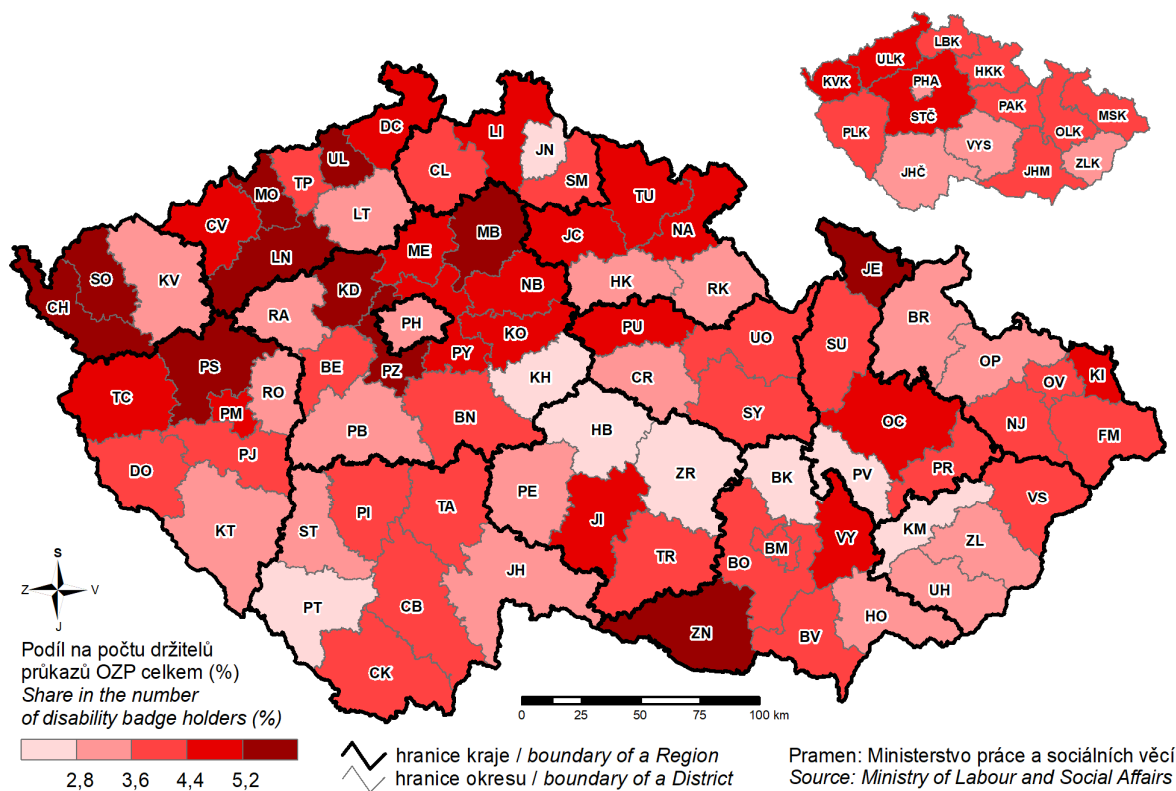 DC
LI
JN
UL
TP
CL
SM
MO
TU
CV
LT
MB
JC
NA
ME
LN
SO
KV
CH
KD
NB
HK
RK
JE
RA
PH
BR
KO
PU
UO
SU
PS
BE
PZ
PY
OP
KH
CR
OV
KI
TC
RO
PM
BN
SY
OC
NJ
FM
PB
HB
DO
PJ
ZR
BK
PV
PR
PE
VS
KT
ST
PI
TA
JI
VY
KM
ZL
BO
BM
TR
JH
UH
PT
CB
HO
ZN
BV
CK
LBK
ULK
HKK
KVK
PHA
PAK
MSK
STČ
PLK
OLK
VYS
ZLK
JHČ
JHM
S
Z V
J
Podíl na počtu držitelů
průkazů OZP celkem (%)
Share in the number
of disability badge holders (%)
2,8 3,6 4,4 5,2
0 25 50 75 100 km
hranice kraje / boundary of a Region
hranice okresu / boundary of a District
Pramen: Ministerstvo práce a sociálních věcí
Source: Ministry of Labour and Social Affairs